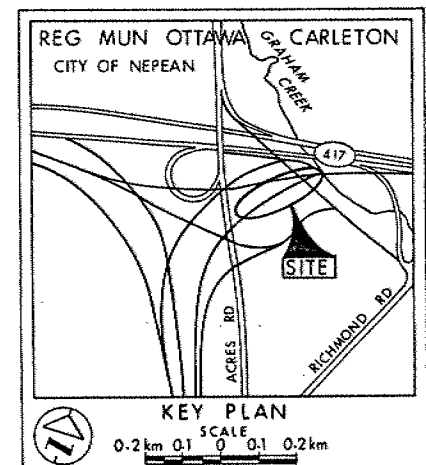 REG MUN OTTAWA CARLETON
CITY OF NEPEAN
GRAHAM
CREEK
417
SITE
ACRES RD
RICHMOND RD
KEY PLAN
SCALE
0·2km 0·1 0 0·1 0·2km